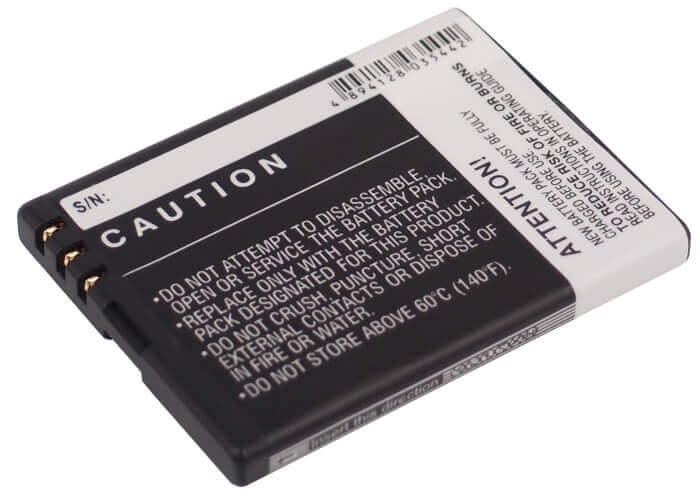 4894128 035442
S/N:
CAUTION
•DO NOT ATTEMPT TO DISASSEMBLE
OPEN OR SERVICE THE BATTERY PACK.
•REPLACE ONLY WITH THE BATTERY
PACK DESIGNATED FOR THIS PRODUCT.
•DO NOT CRUSH, PUNCTURE, SHORT
EXTERNAL CONTACTS OR DISPOSE
IN FIRE OR WATER.
•DO NOT STORE ABOVE 60°C (140°F).
Insert this direction
ATTENTION!
NEW BATTERY PACK MUST BE FULLY
CHARGED BEFORE USE.
TO REDUCE RISK OF FIRE OR BURNS
READ INSTRUCTIONS IN OPERATING GUIDE
BEFORE USING THE BATTERY.